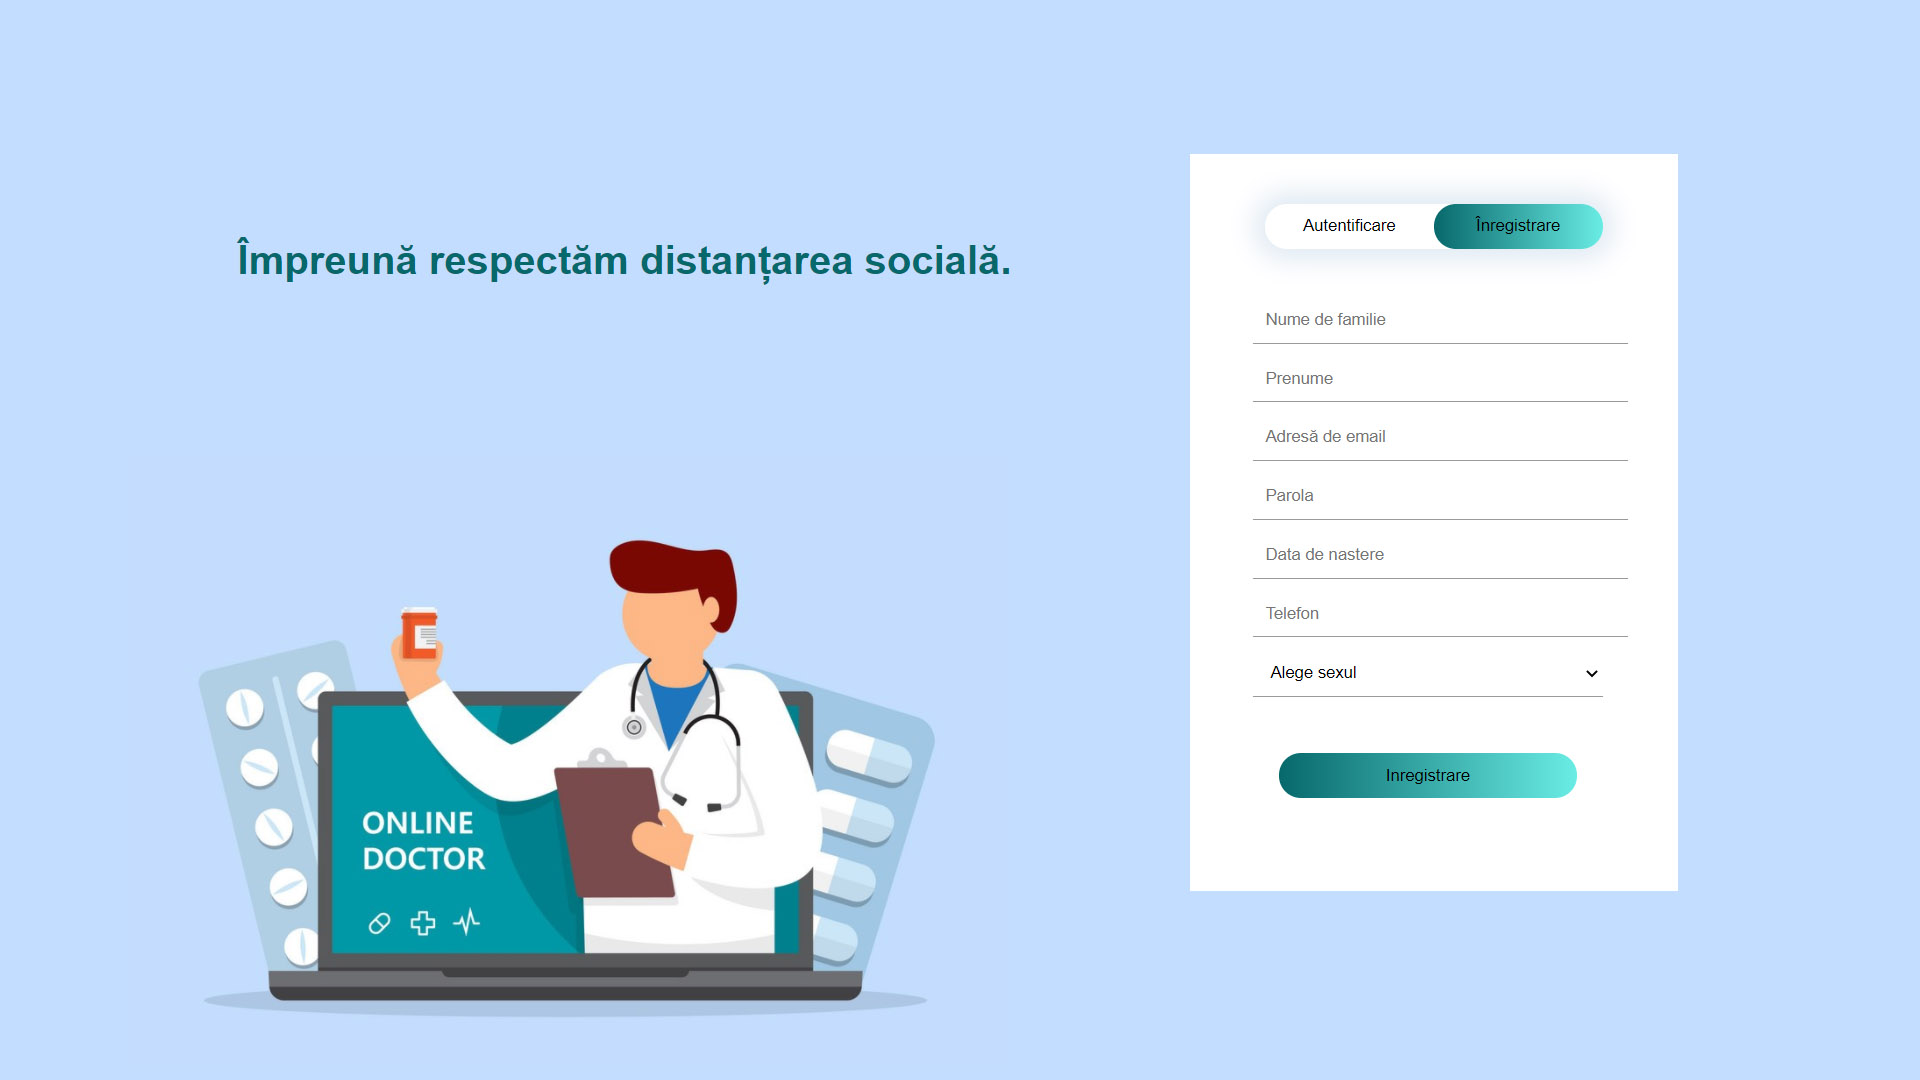 Împreună respectăm distanțarea socială.
ONLINE
DOCTOR
Autentificare
Înregistrare
Nume de familie
Prenume
Adresă de email
Parola
Data de nastere
Telefon
Alege sexul
Inregistrare